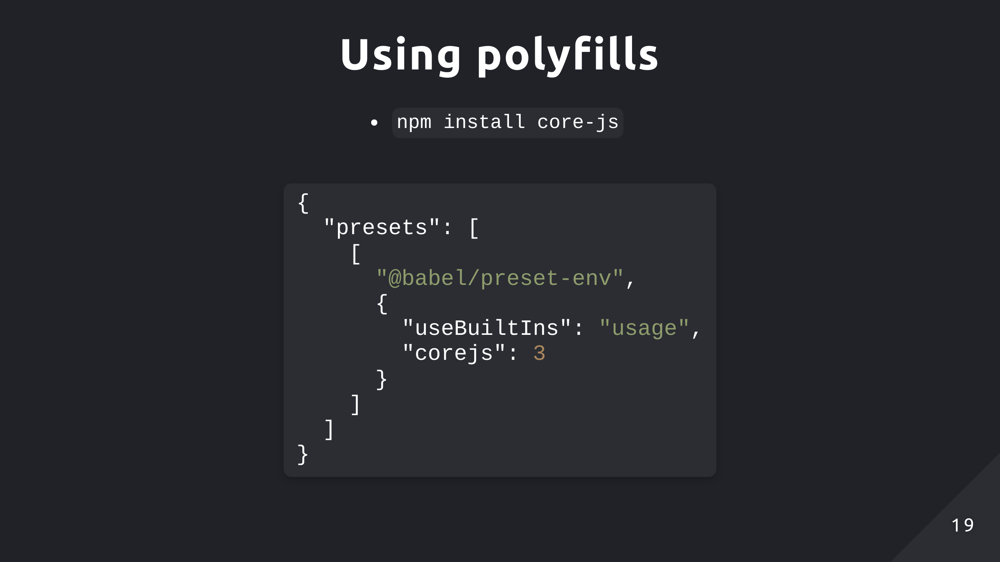 Using polyfills
• npm install core-js
{
  "presets": [
    [
      "@babel/preset-env",
      {
        "useBuiltIns": "usage",
        "corejs": 3
      }
    ]
  ]
}
19